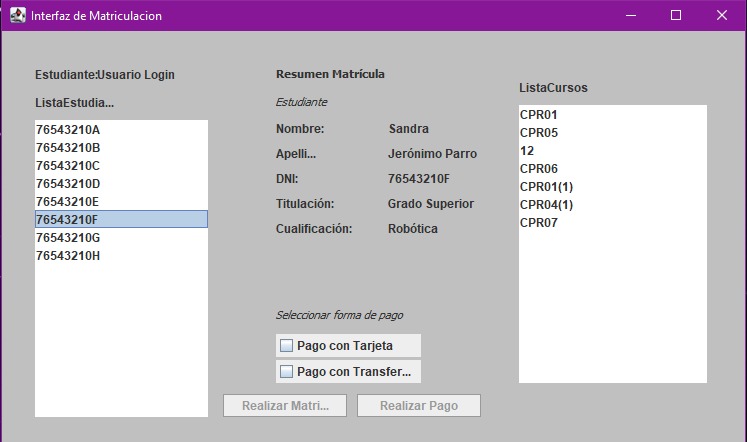 Interfaz de Matriculacion
Estudiante:Usuario Login
ListaEstudia...
76543210A
76543210B
76543210C
76543210D
76543210E
76543210F
76543210G
76543210H
Resumen Matrícula
Estudiante
Nombre: Sandra
Apelli... Jerónimo Parro
DNI: 76543210F
Titulación: Grado Superior
Cualificación: Robótica
Seleccionar forma de pago
Pago con Tarjeta
Pago con Transfer...
Realizar Matri... Realizar Pago
ListaCursos
CPR01
CPR05
12
CPR06
CPR01(1)
CPR04(1)
CPR07